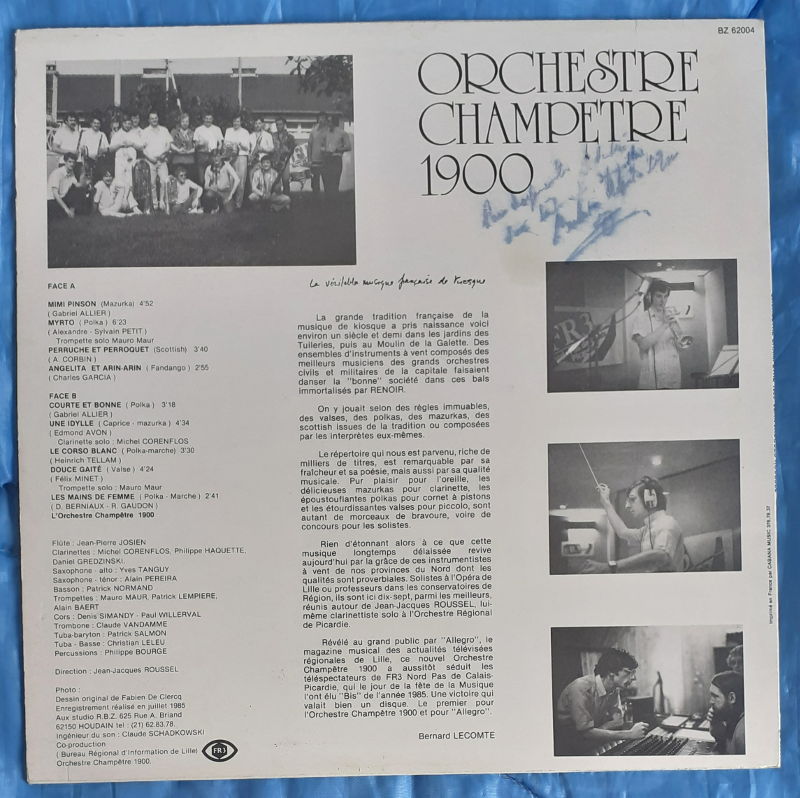 BZ 62004
ORCHESTRE
CHAMPETRE
1900
La véritable musique française de Kiosque
FACE A
MIMI PINSON (Mazurka) 4'52
( Gabriel ALLIER )
MYRTO ( Polka ) 6'23
( Alexandre - Sylvain PETIT )
Trompette solo Mauro Maur
PERRUCHE ET PERROQUET (Scottish) 3'40
( A. CORBIN )
ANGELITA ET ARIN-ARIN ( Fandango ) 2'55
( Charles GARCIA )
FACE B
COURTE ET BONNE ( Polka ) 3'18
( Gabriel ALLIER )
UNE IDYLLE ( Caprice - mazurka ) 4'34
( Edmond AVON )
Clarinette solo : Michel CORENFLOS
LE CORSO BLANC ( Polka-marche) 3'30
( Heinrich TELLAM )
DOUCE GAITÉ ( Valse ) 4'24
( Félix MINET )
Trompette solo : Mauro Maur
LES MAINS DE FEMME ( Polka - Marche ) 2'41
( D. BERNIAUX - R. GAUDON )
L'Orchestre Champêtre 1900
Flûte : Jean-Pierre JOSIEN
Clarinettes : Michel CORENFLOS, Philippe HAQUETTE,
Daniel GREDZINSKI,
Saxophone - alto : Yves TANGUY
Saxophone - ténor : Alain PEREIRA
Basson : Patrick NORMAND
Trompettes : Mauro MAUR, Patrick LEMPIERE,
Alain BAERT
Cors : Denis SIMANDY - Paul WILLERVAL
Trombone : Claude VANDAMME
Tuba-baryton : Patrick SALMON
Tuba - Basse : Christian LELEU
Percussions : Philippe BOURGE
Direction : Jean-Jacques ROUSSEL
Photo :
Dessin original de Fabien De Clercq
Enregistrement réalisé en juillet 1985
Aux studio R.B.Z. 625 Rue A. Briand
62150 HOUDAIN tel : (21) 62.83.78.
Ingénieur du son : Claude SCHADKOWSKI
Co-production
( Bureau Régional d'Information de Lille)
Orchestre Champêtre 1900.
FR3
La grande tradition française de la
musique de kiosque a pris naissance voici
environ un siècle et demi dans les jardins des
Tuileries, puis au Moulin de la Galette. Des
ensembles d'instruments à vent composés des
meilleurs musiciens des grands orchestres
civils et militaires de la capitale faisaient
danser la "bonne" société dans ces bals
immortalisés par RENOIR.
On y jouait selon des règles immuables,
des valses, des polkas, des mazurkas, des
scottish issues de la tradition ou composées
par les interprètes eux-mêmes.
Le répertoire qui nous est parvenu, riche de
milliers de titres, est remarquable par sa
fraîcheur et sa poésie, mais aussi par sa qualité
musicale. Pur plaisir pour l'oreille, les
délicieuses mazurkas pour clarinette, les
époustouflantes polkas pour cornet à pistons
et les étourdissantes valses pour piccolo, sont
autant de morceaux de bravoure, voire de
concours pour les solistes.
Rien d'étonnant alors à ce que cette
musique longtemps délaissée revive
aujourd'hui par la grâce de ces instrumentistes
à vent de nos provinces du Nord dont les
qualités sont proverbiales. Solistes à l'Opéra de
Lille ou professeurs dans les conservatoires de
Région, ils sont ici dix-sept, parmi les meilleurs,
réunis autour de Jean-Jacques ROUSSEL, lui-
même clarinettiste solo à l'Orchestre Régional
de Picardie.
Révélé au grand public par "Allegro", le
magazine musical des actualités télévisées
régionales de Lille, ce nouvel Orchestre
Champêtre 1900 a aussitôt séduit les
téléspectateurs de FR3 Nord Pas de Calais-
Picardie, qui le jour de la fête de la Musique
l'ont élu "Bis" de l'année 1985. Une victoire qui
valait bien un disque. Le premier pour
l'Orchestre Champêtre 1900 et pour "Allegro".
Bernard LECOMTE
FR3
Imprimé en France par CABANA MUSIC